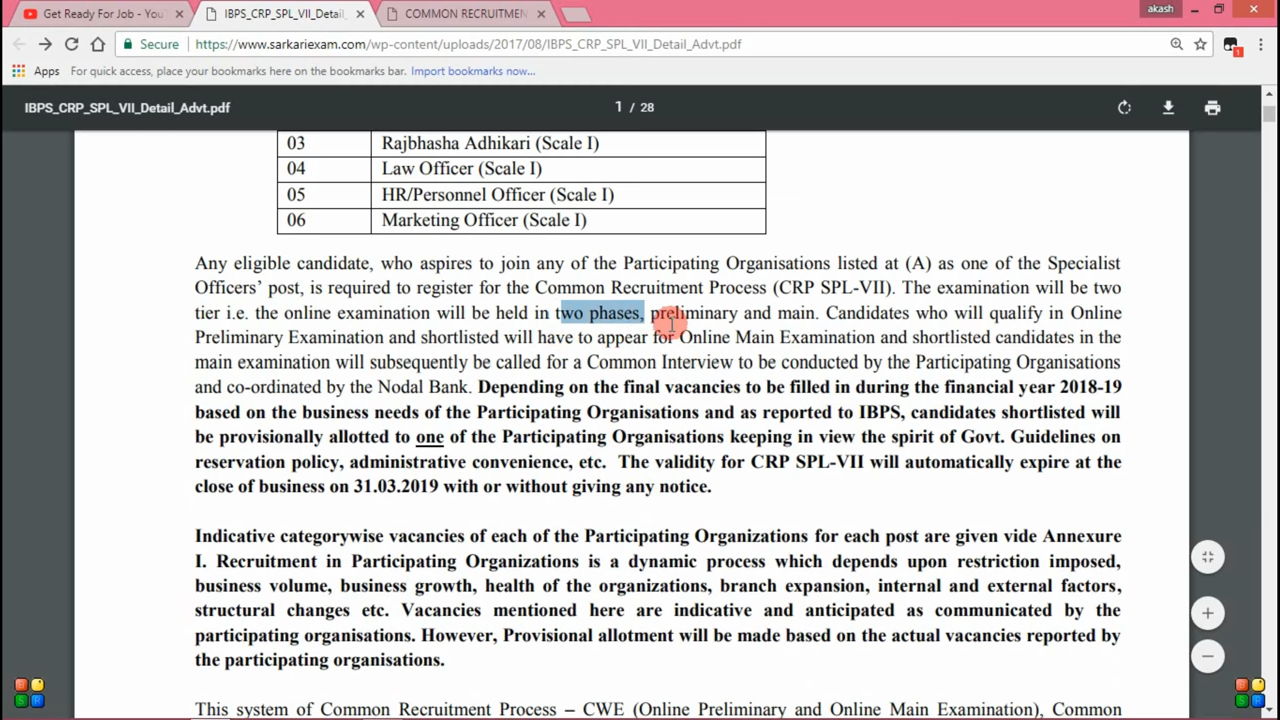 Get Ready For Job - You
IBPS_CRP_SPL_VII_Detail
COMMON RECRUITMEN
akash
Secure
https://www.sarkariexam.com/wp-content/uploads/2017/08/IBPS_CRP_SPL_VII_Detail_Advt.pdf
1
Apps
For quick access, place your bookmarks here on the bookmarks bar. Import bookmarks now...
IBPS_CRP_SPL_VII_Detail_Advt.pdf
1 / 28
03 Rajbhasha Adhikari (Scale I)
04 Law Officer (Scale I)
05 HR/Personnel Officer (Scale I)
06 Marketing Officer (Scale I)
Any eligible candidate, who aspires to join any of the Participating Organisations listed at (A) as one of the Specialist
Officers’ post, is required to register for the Common Recruitment Process (CRP SPL-VII). The examination will be two
tier i.e. the online examination will be held in two phases, preliminary and main. Candidates who will qualify in Online
Preliminary Examination and shortlisted will have to appear for Online Main Examination and shortlisted candidates in the
main examination will subsequently be called for a Common Interview to be conducted by the Participating Organisations
and co-ordinated by the Nodal Bank. Depending on the final vacancies to be filled in during the financial year 2018-19
based on the business needs of the Participating Organisations and as reported to IBPS, candidates shortlisted will
be provisionally allotted to one of the Participating Organisations keeping in view the spirit of Govt. Guidelines on
reservation policy, administrative convenience, etc. The validity for CRP SPL-VII will automatically expire at the
close of business on 31.03.2019 with or without giving any notice.
Indicative categorywise vacancies of each of the Participating Organizations for each post are given vide Annexure
I. Recruitment in Participating Organizations is a dynamic process which depends upon restriction imposed,
business volume, business growth, health of the organizations, branch expansion, internal and external factors,
structural changes etc. Vacancies mentioned here are indicative and anticipated as communicated by the
participating organisations. However, Provisional allotment will be made based on the actual vacancies reported by
the participating organisations.
This system of Common Recruitment Process – CWE (Online Preliminary and Online Main Examination), Common